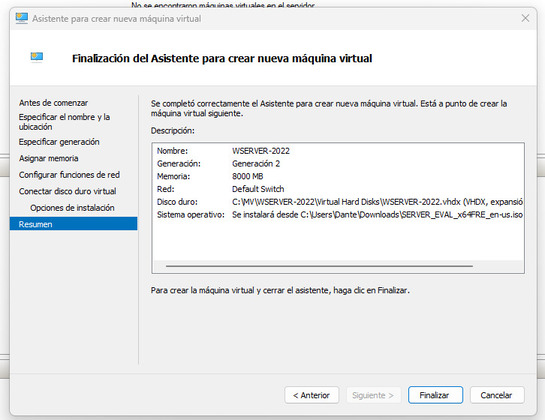 No se encontraron máquinas virtuales en el servidor.
Asistente para crear nueva máquina virtual
Finalización del Asistente para crear nueva máquina virtual
Antes de comenzar
Especificar el nombre y la
ubicación
Especificar generación
Asignar memoria
Configurar funciones de red
Conectar disco duro virtual
Opciones de instalación
Resumen
Se completó correctamente el Asistente para crear nueva máquina virtual. Está a punto de crear la
máquina virtual siguiente.
Descripción:
Nombre: WSERVER-2022
Generación: Generación 2
Memoria: 8000 MB
Red: Default Switch
Disco duro: C:\MV\WSERVER-2022\Virtual Hard Disks\WSERVER-2022.vhdx (VHDX, expansió
Sistema operativo: Se instalará desde C:\Users\Dante\Downloads\SERVER_EVAL_x64FRE_en-us.iso
Para crear la máquina virtual y cerrar el asistente, haga clic en Finalizar.
< Anterior
Siguiente >
Finalizar
Cancelar